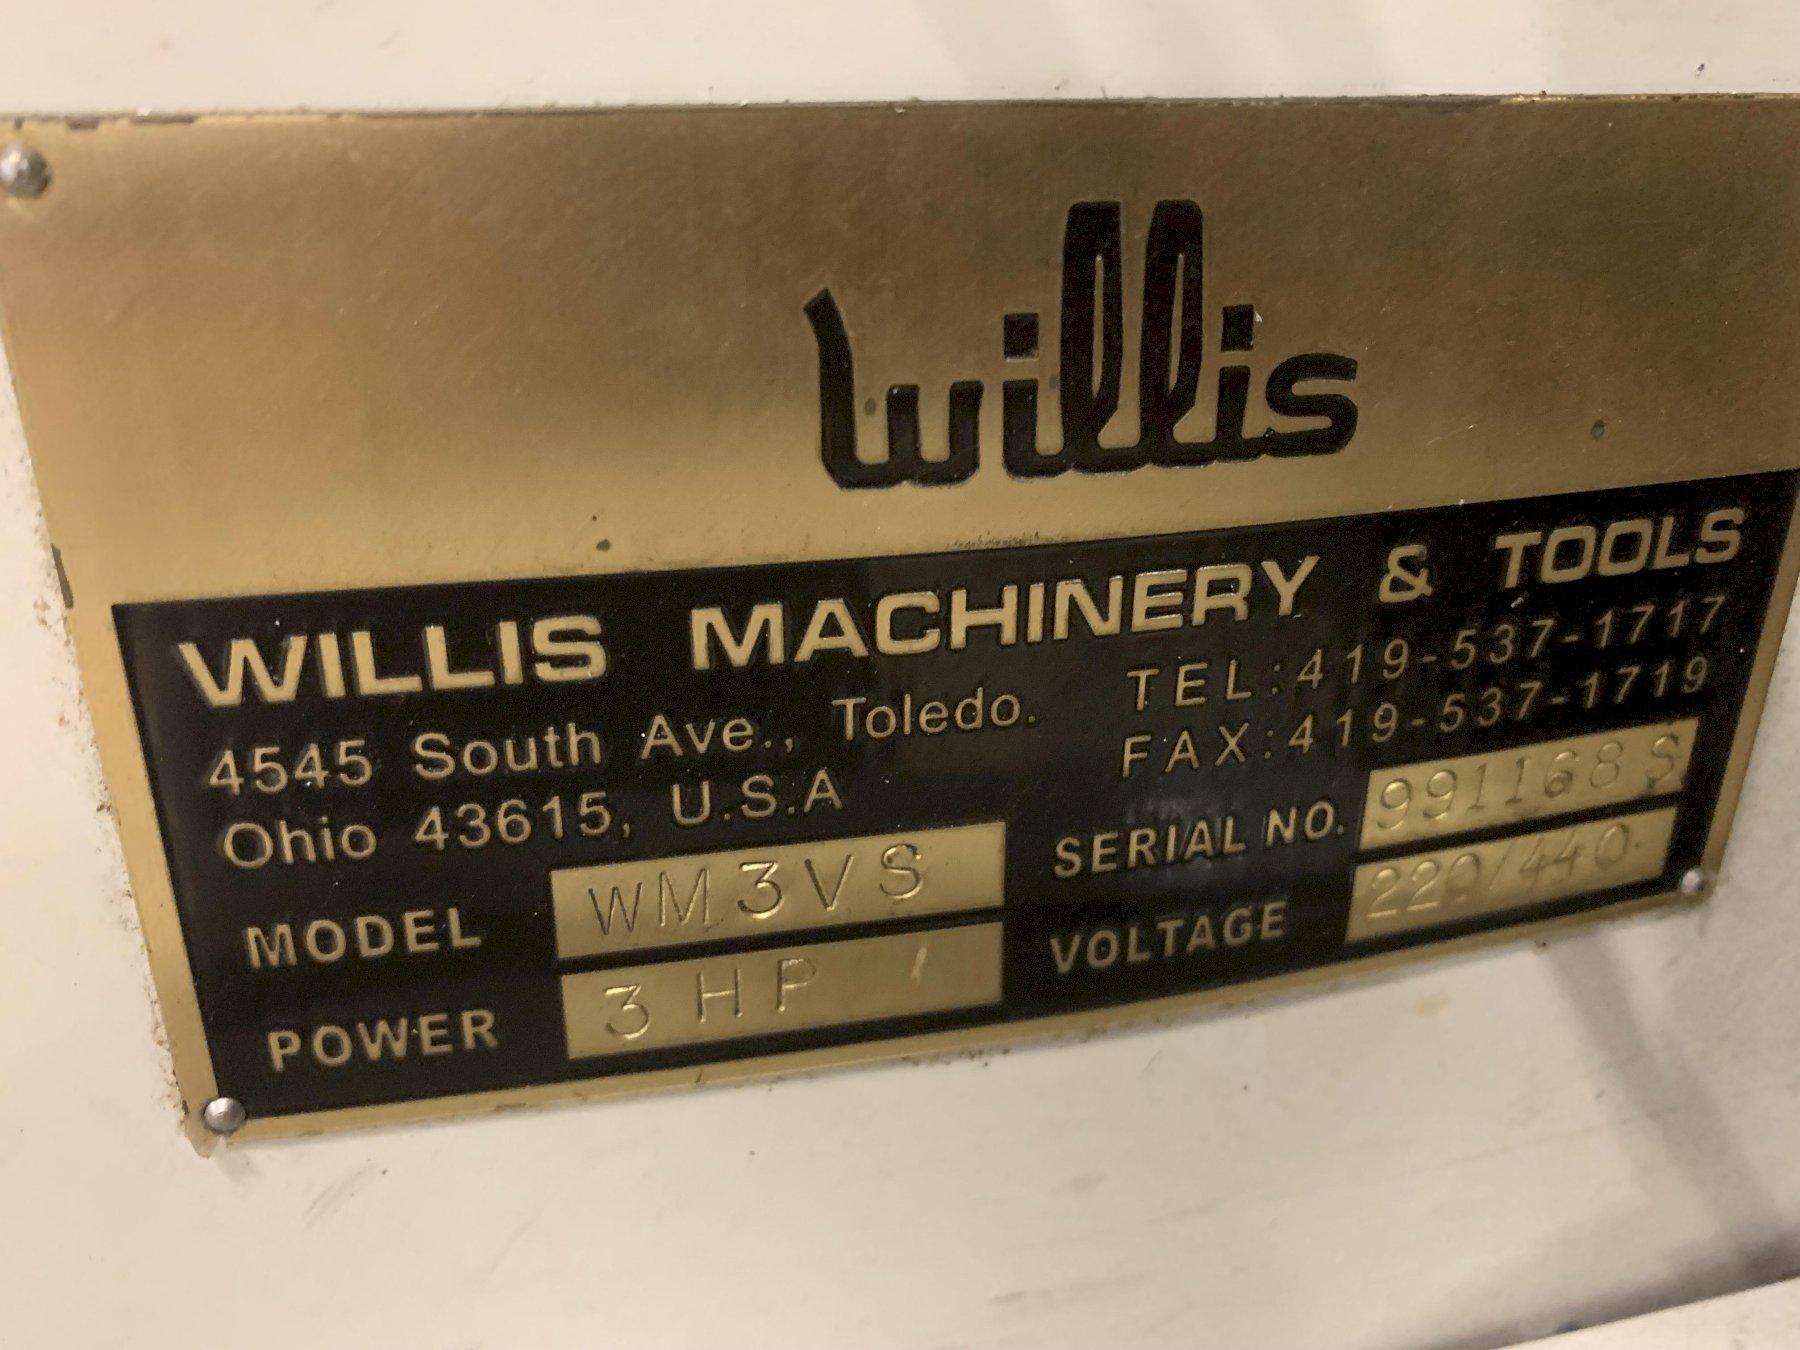 Willis
WILLIS MACHINERY & TOOLS
4545 South Ave., Toledo.
Ohio 43615, U.S.A
TEL:419-537-1717
FAX:419-537-1719
MODEL WM3VS
SERIAL NO. 991168S
POWER 3HP
VOLTAGE 220/440